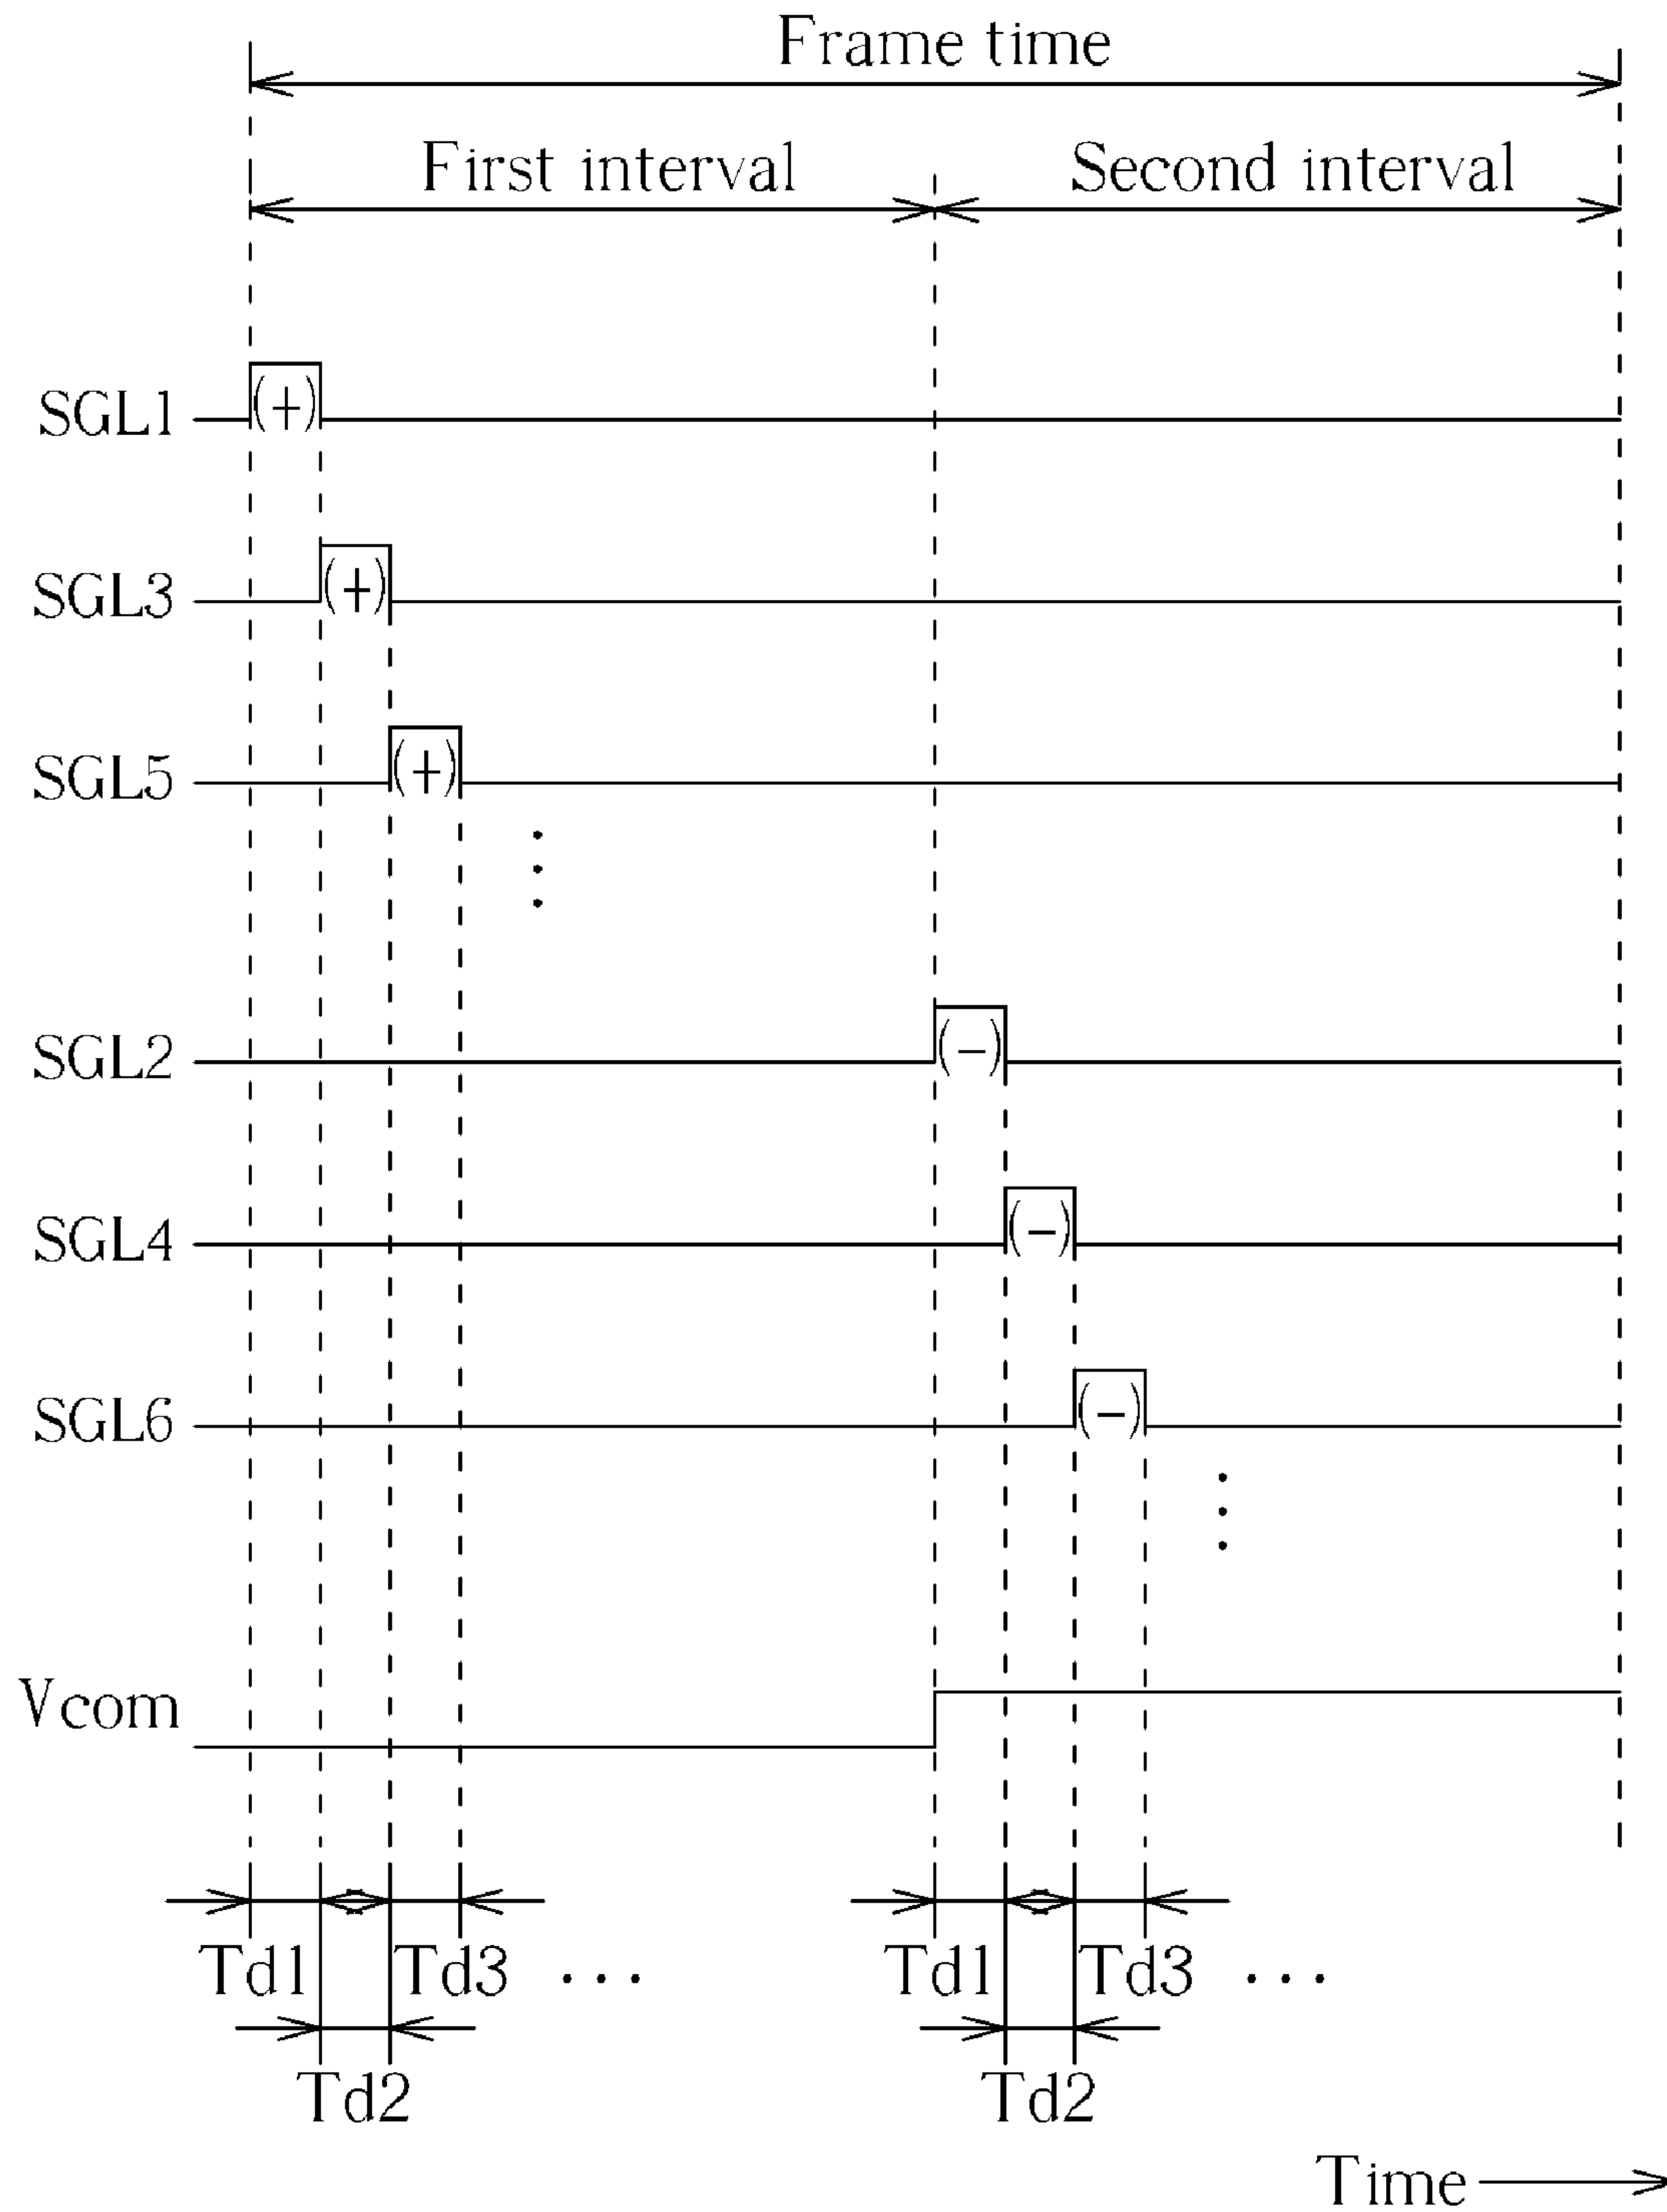 Frame time
First interval Second interval
SGL1 (+)
SGL3 (+)
SGL5 (+)
SGL2 (-)
SGL4 (-)
SGL6 (-)
Vcom
Td1 Td3 ... Td1 Td3 ...
Td2 Td2
Time